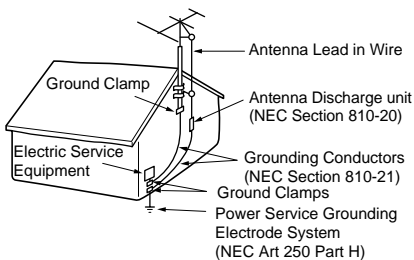 Antenna Lead in Wire
Ground Clamp
Antenna Discharge unit
(NEC Section 810-20)
Electric Service
Equipment
Grounding Conductors
(NEC Section 810-21)
Ground Clamps
Power Service Grounding
Electrode System
(NEC Art 250 Part H)